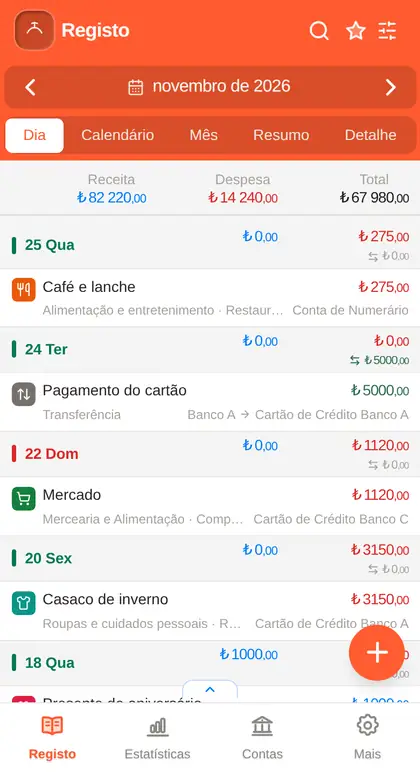 Registo
novembro de 2026
Dia Calendário Mês Resumo Detalhe
Receita Despesa Total
₺ 82 220,00 ₺ 14 240,00 ₺ 67 980,00
25 Qua ₺ 0,00 ₺ 275,00
₺ 0,00
Café e lanche ₺ 275,00
Alimentação e entretenimento · Restaur... Conta de Numerário
24 Ter ₺ 0,00 ₺ 0,00
₺ 5000,00
Pagamento do cartão ₺ 5000,00
Transferência Banco A → Cartão de Crédito Banco A
22 Dom ₺ 0,00 ₺ 1120,00
₺ 0,00
Mercado ₺ 1120,00
Mercearia e Alimentação · Comp... Cartão de Crédito Banco C
20 Sex ₺ 0,00 ₺ 3150,00
₺ 0,00
Casaco de inverno ₺ 3150,00
Roupas e cuidados pessoais · R... Cartão de Crédito Banco A
18 Qua ₺ 1000,00
Registo Estatísticas Contas Mais